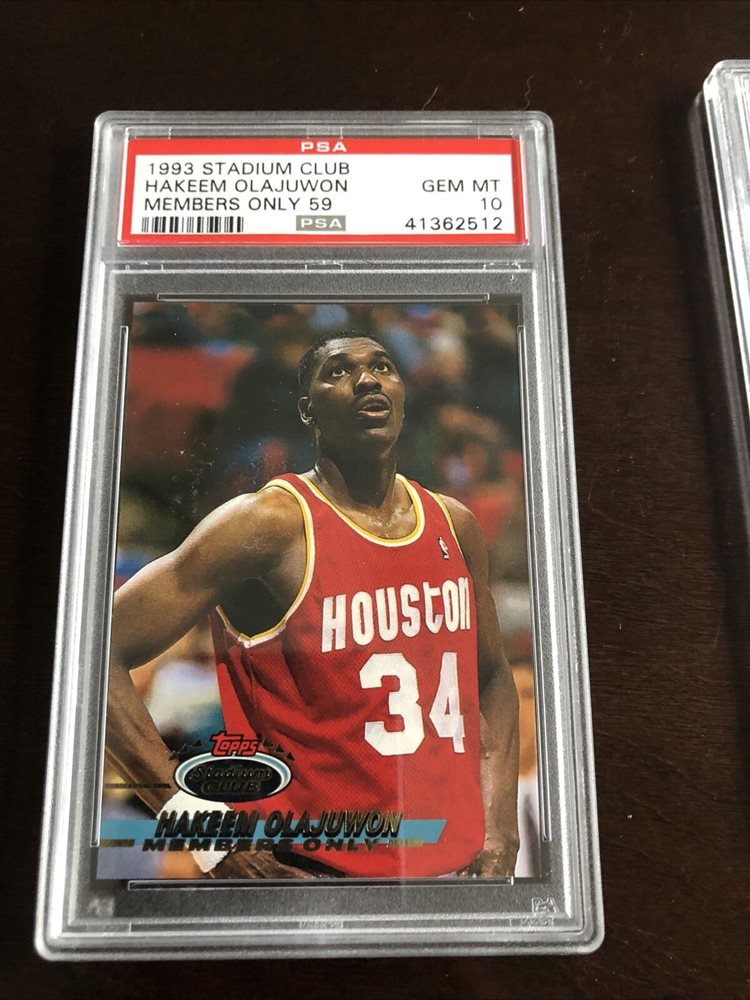 PSA
1993 STADIUM CLUB
HAKEEM OLAJUWON GEM MT
MEMBERS ONLY 59 10
PSA 41362512
HOUSTON
34
Topps
Stadium
CLUB
HAKEEM OLAJUWON
MEMBERS ONLY